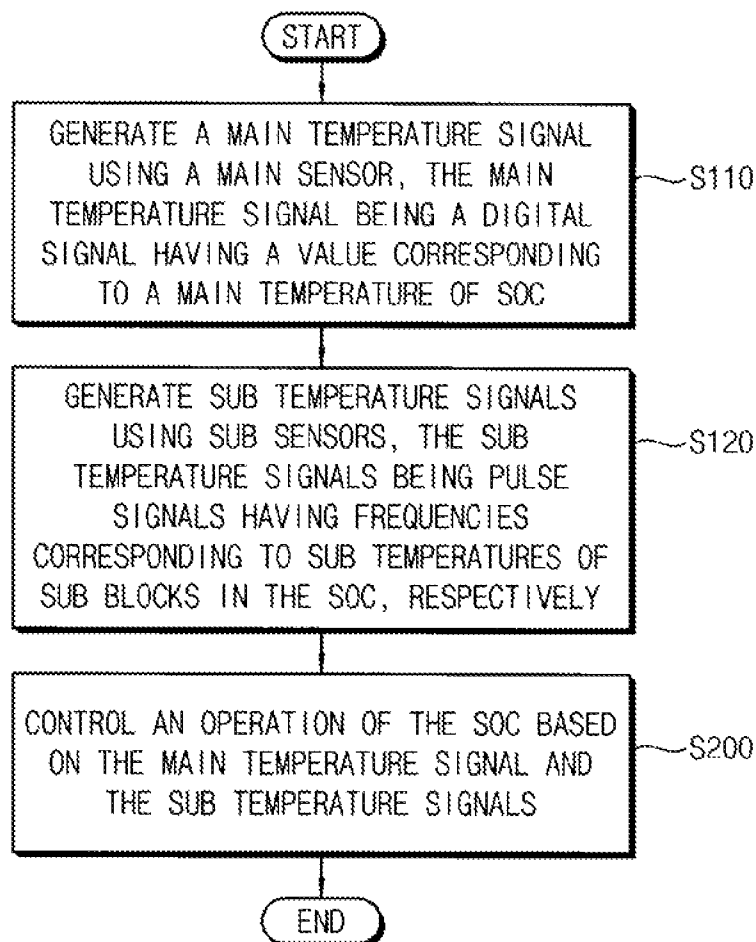 START
GENERATE A MAIN TEMPERATURE SIGNAL
USING A MAIN SENSOR, THE MAIN
TEMPERATURE SIGNAL BEING A DIGITAL
SIGNAL HAVING A VALUE CORRESPONDING
TO A MAIN TEMPERATURE OF SOC
S110
GENERATE SUB TEMPERATURE SIGNALS
USING SUB SENSORS, THE SUB
TEMPERATURE SIGNALS BEING PULSE
SIGNALS HAVING FREQUENCIES
CORRESPONDING TO SUB TEMPERATURES OF
SUB BLOCKS IN THE SOC, RESPECTIVELY
S120
CONTROL AN OPERATION OF THE SOC BASED
ON THE MAIN TEMPERATURE SIGNAL AND
THE SUB TEMPERATURE SIGNALS
S200
END